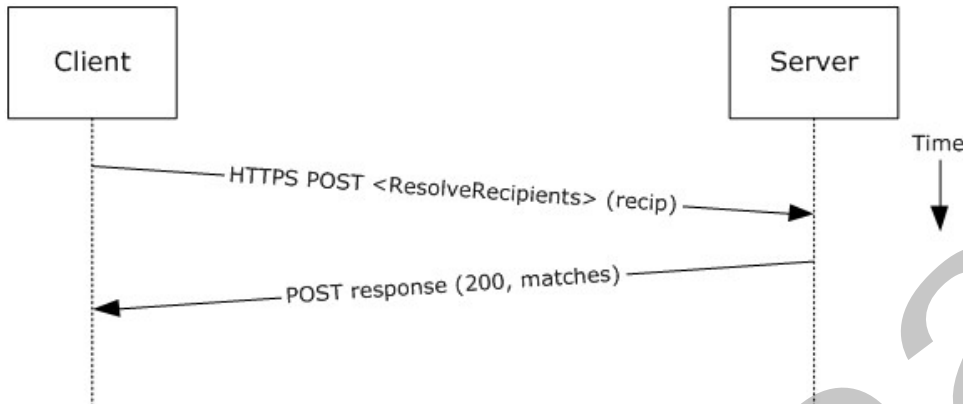 Client
Server
Time
HTTPS POST <ResolveRecipients> (recip)
POST response (200, matches)